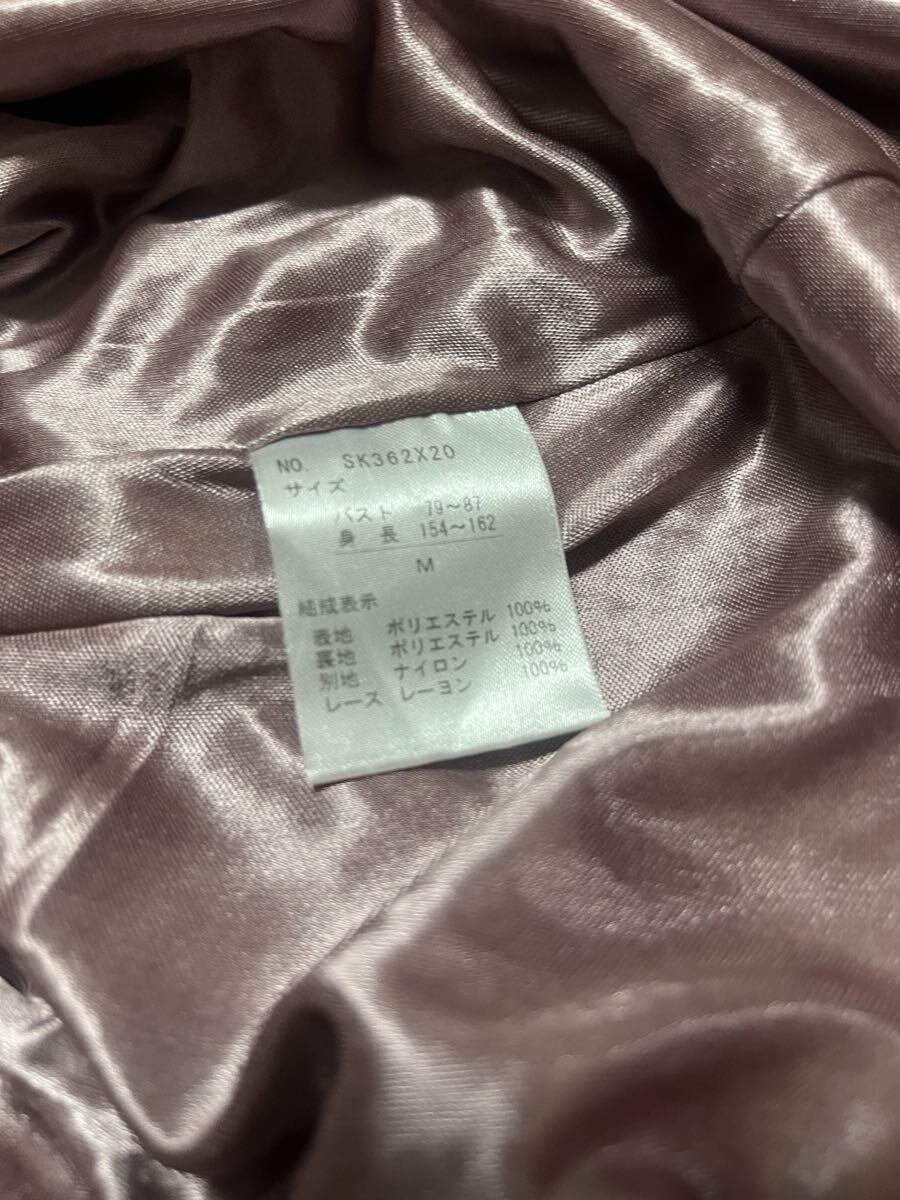 NO. SK362X20
サイズ
バスト 79~87
身長 154~162
M
組成表示
表地 ポリエステル 100%
裏地 ポリエステル 100%
別地 ナイロン 100%
レース レーヨン 100%